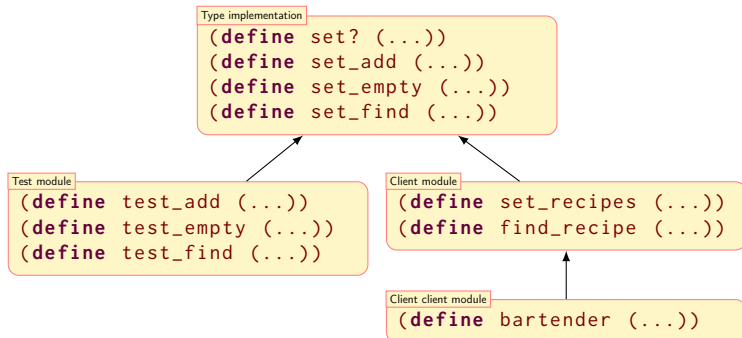 Type implementation
(define set? (...))
(define set_add (...))
(define set_empty (...))
(define set_find (...))
Test module
(define test_add (...))
(define test_empty (...))
(define test_find (...))
Client module
(define set_recipes (...))
(define find_recipe (...))
Client client module
(define bartender (...))